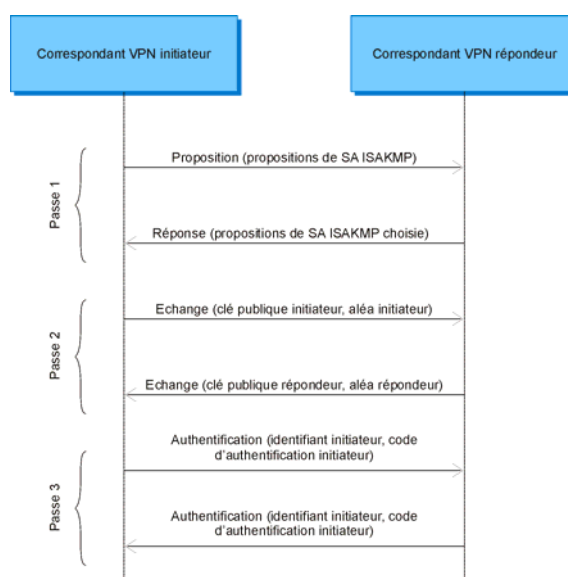 Correspondant VPN initiateur
Correspondant VPN répondeur
Passe 1
Proposition (propositions de SA ISAKMP)
Réponse (propositions de SA ISAKMP choisie)
Passe 2
Echange (clé publique initiateur, aléa initiateur)
Echange (clé publique répondeur, aléa répondeur)
Passe 3
Authentification (identifiant initiateur, code
d'authentification initiateur)
Authentification (identifiant initiateur, code
d'authentification initiateur)